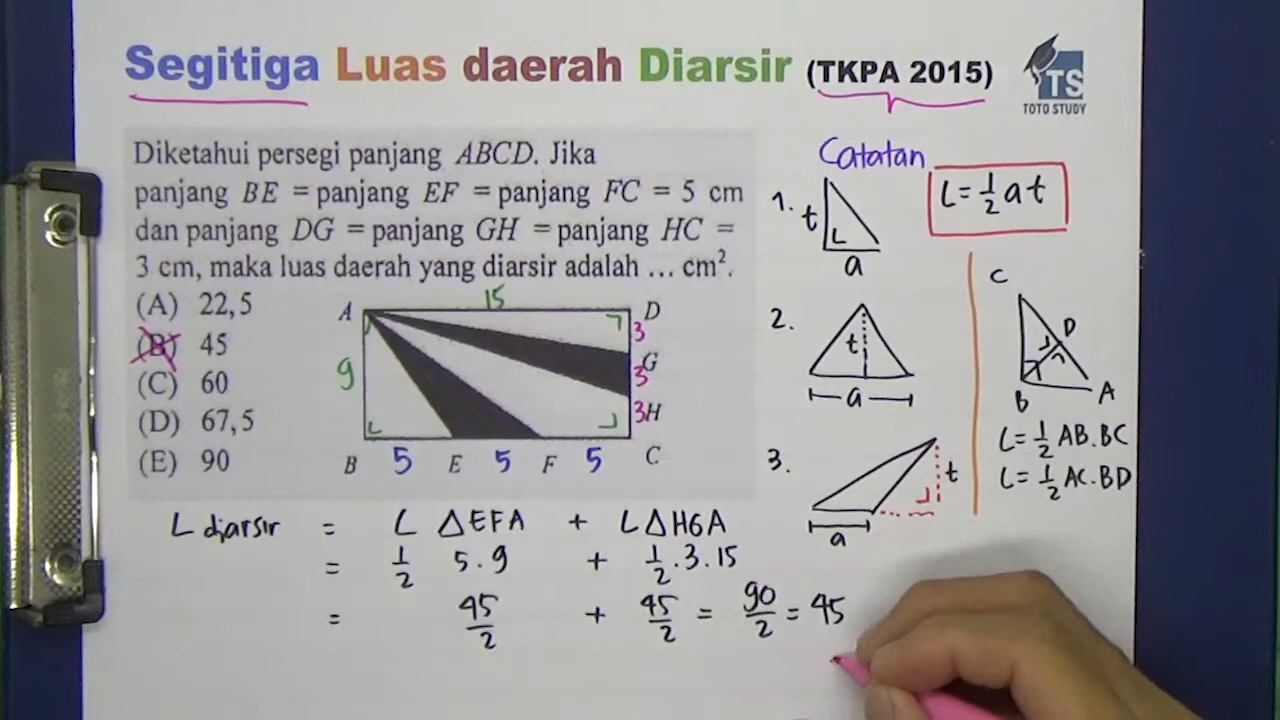 Segitiga Luas daerah Diarsir (TKPA 2015)
TS
TOTO STUDY
Diketahui persegi panjang ABCD. Jika
panjang BE = panjang EF = panjang FC = 5 cm
dan panjang DG = panjang GH = panjang HC =
3 cm, maka luas daerah yang diarsir adalah ... cm².
(A) 22,5
(B) 45
(C) 60
(D) 67,5
(E) 90
15
A D
3
9 G
3
3 H
B 5 E 5 F 5 C
Catatan
L = 1/2 at
1. t
a
2. t
a
3. t
a
C
D
B A
L = 1/2 AB.BC
L = 1/2 AC.BD
L diarsir = L △EFA + L△HGA
= 1/2 5.9 + 1/2.3.15
= 45/2 + 45/2 = 90/2 = 45